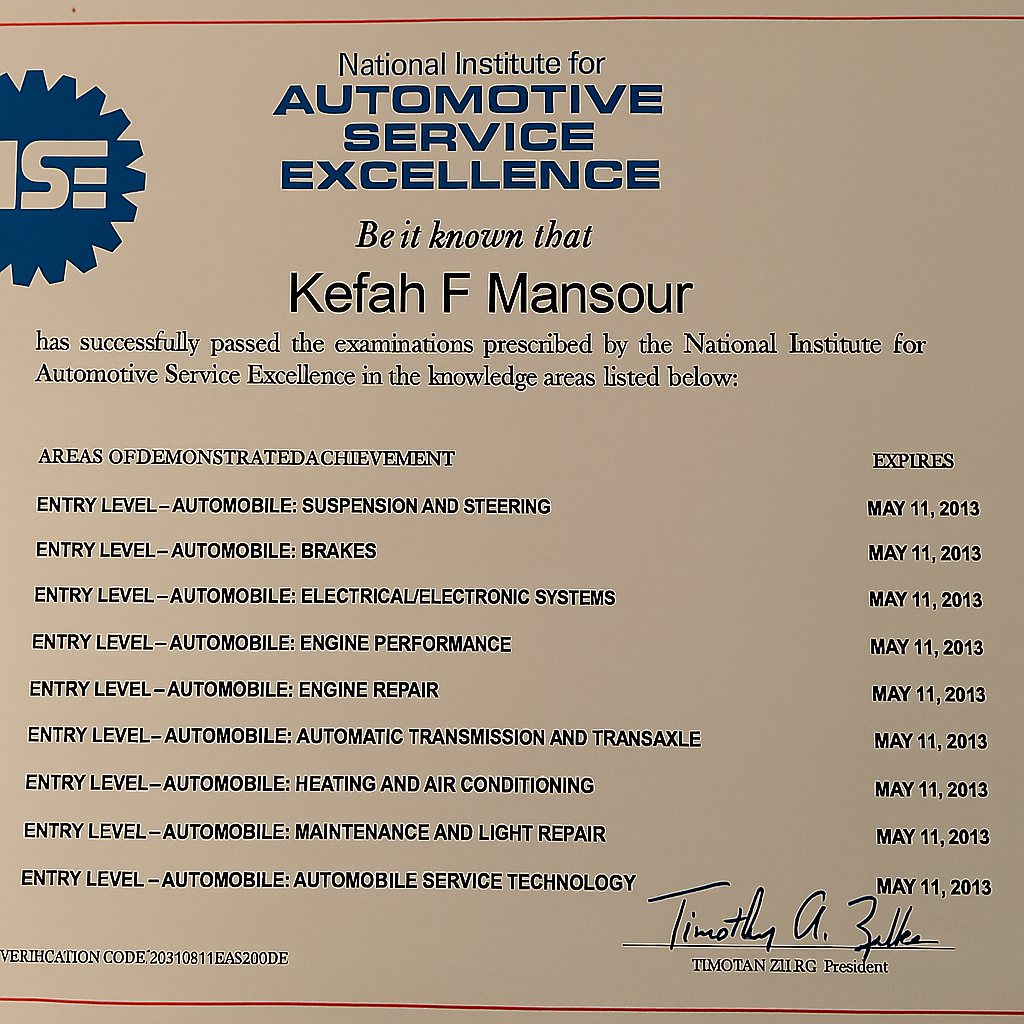 National Institute for
AUTOMOTIVE
SERVICE
EXCELLENCE
ISE
Be it known that
Kefah F Mansour
has successfully passed the examinations prescribed by the National Institute for
Automotive Service Excellence in the knowledge areas listed below:
AREAS OFDEMONSTRATEDACHIEVEMENT EXPIRES
ENTRY LEVEL–AUTOMOBILE: SUSPENSION AND STEERING MAY 11, 2013
ENTRY LEVEL–AUTOMOBILE: BRAKES MAY 11, 2013
ENTRY LEVEL–AUTOMOBILE: ELECTRICAL/ELECTRONIC SYSTEMS MAY 11, 2013
ENTRY LEVEL–AUTOMOBILE: ENGINE PERFORMANCE MAY 11, 2013
ENTRY LEVEL–AUTOMOBILE: ENGINE REPAIR MAY 11, 2013
ENTRY LEVEL–AUTOMOBILE: AUTOMATIC TRANSMISSION AND TRANSAXLE MAY 11, 2013
ENTRY LEVEL–AUTOMOBILE: HEATING AND AIR CONDITIONING MAY 11, 2013
ENTRY LEVEL–AUTOMOBILE: MAINTENANCE AND LIGHT REPAIR MAY 11, 2013
ENTRY LEVEL–AUTOMOBILE: AUTOMOBILE SERVICE TECHNOLOGY MAY 11, 2013
Timothy A. Zilke
VERIHCATION CODE 20310811EAS200DE
TIMOTAN ZILRG President